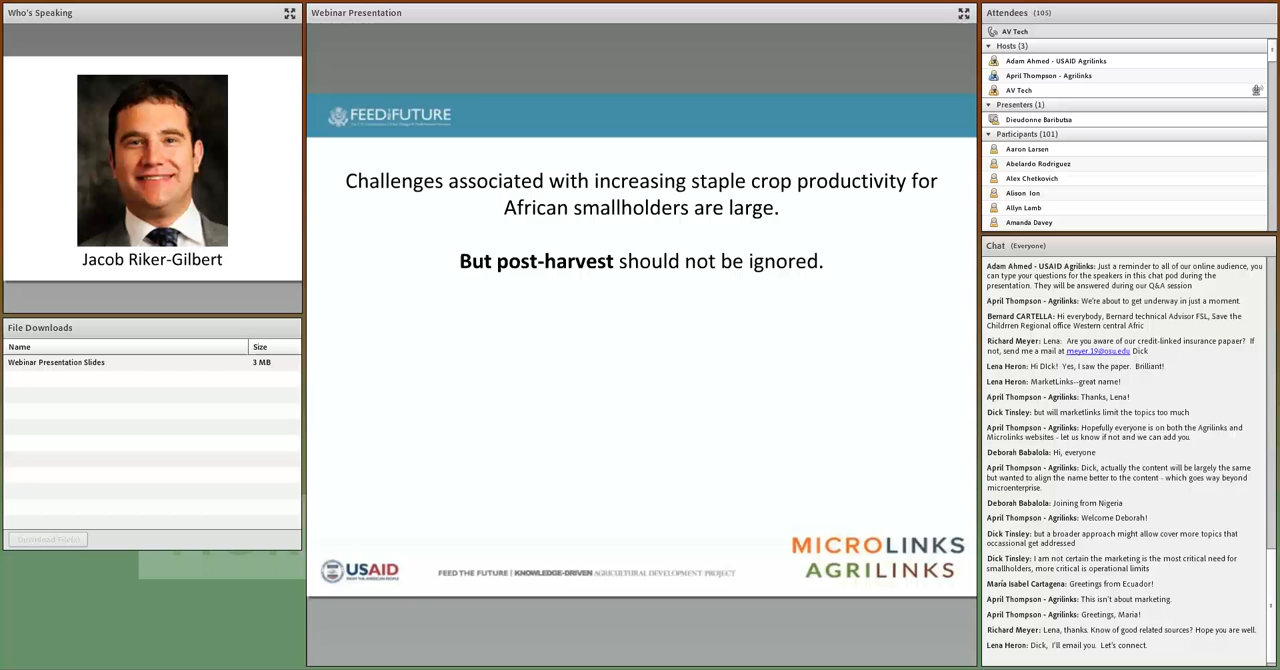 Who's Speaking
Jacob Riker-Gilbert
File Downloads
Name Size
Webinar Presentation Slides 3 MB
Download File(s)
Webinar Presentation
FEED THE FUTURE
Challenges associated with increasing staple crop productivity for
African smallholders are large.
But post-harvest should not be ignored.
USAID
FROM THE AMERICAN PEOPLE
FEED THE FUTURE | KNOWLEDGE-DRIVEN AGRICULTURAL DEVELOPMENT PROJECT
MICROLINKS
AGRILINKS
Attendees (105)
AV Tech
Hosts (3)
Adam Ahmed - USAID Agrilinks
April Thompson - Agrilinks
AV Tech
Presenters (1)
Dieudonne Baributsa
Participants (101)
Aaron Larsen
Abelardo Rodriguez
Alex Chetkovich
Alison Ion
Allyn Lamb
Amanda Davey
Chat (Everyone)
Adam Ahmed - USAID Agrilinks: Just a reminder to all of our online audience, you
can type your questions for the speakers in this chat pod during the
presentation. They will be answered during our Q&A session
April Thompson - Agrilinks: We're about to get underway in just a moment.
Bernard CARTELLA: Hi everybody, Bernard technical Advisor FSL, Save the
Childrren Regional office Western central Afric
Richard Meyer: Lena: Are you aware of our credit-linked insurance papaer? If
not, send me a mail at meyer.19@osu.edu Dick
Lena Heron: Hi DIck! Yes, I saw the paper. Brilliant!
Lena Heron: MarketLinks--great name!
April Thompson - Agrilinks: Thanks, Lena!
Dick Tinsley: but will marketlinks limit the topics too much
April Thompson - Agrilinks: Hopefully everyone is on both the Agrilinks and
Microlinks websites - let us know if not and we can add you.
Deborah Babalola: Hi, everyone
April Thompson - Agrilinks: Dick, actually the content will be largely the same
but wanted to align the name better to the content - which goes way beyond
microenterprise.
Deborah Babalola: Joining from Nigeria
April Thompson - Agrilinks: Welcome Deborah!
Dick Tinsley: but a broader approach might allow cover more topics that
occassional get addressed
Dick Tinsley: I am not certain the marketing is the most critical need for
smallholders, more critical is operational limits
María Isabel Cartagena: Greetings from Ecuador!
April Thompson - Agrilinks: This isn't about marketing.
April Thompson - Agrilinks: Greetings, Maria!
Richard Meyer: Lena, thanks. Know of good related sources? Hope you are well.
Lena Heron: Dick, I'll email you. Let's connect.